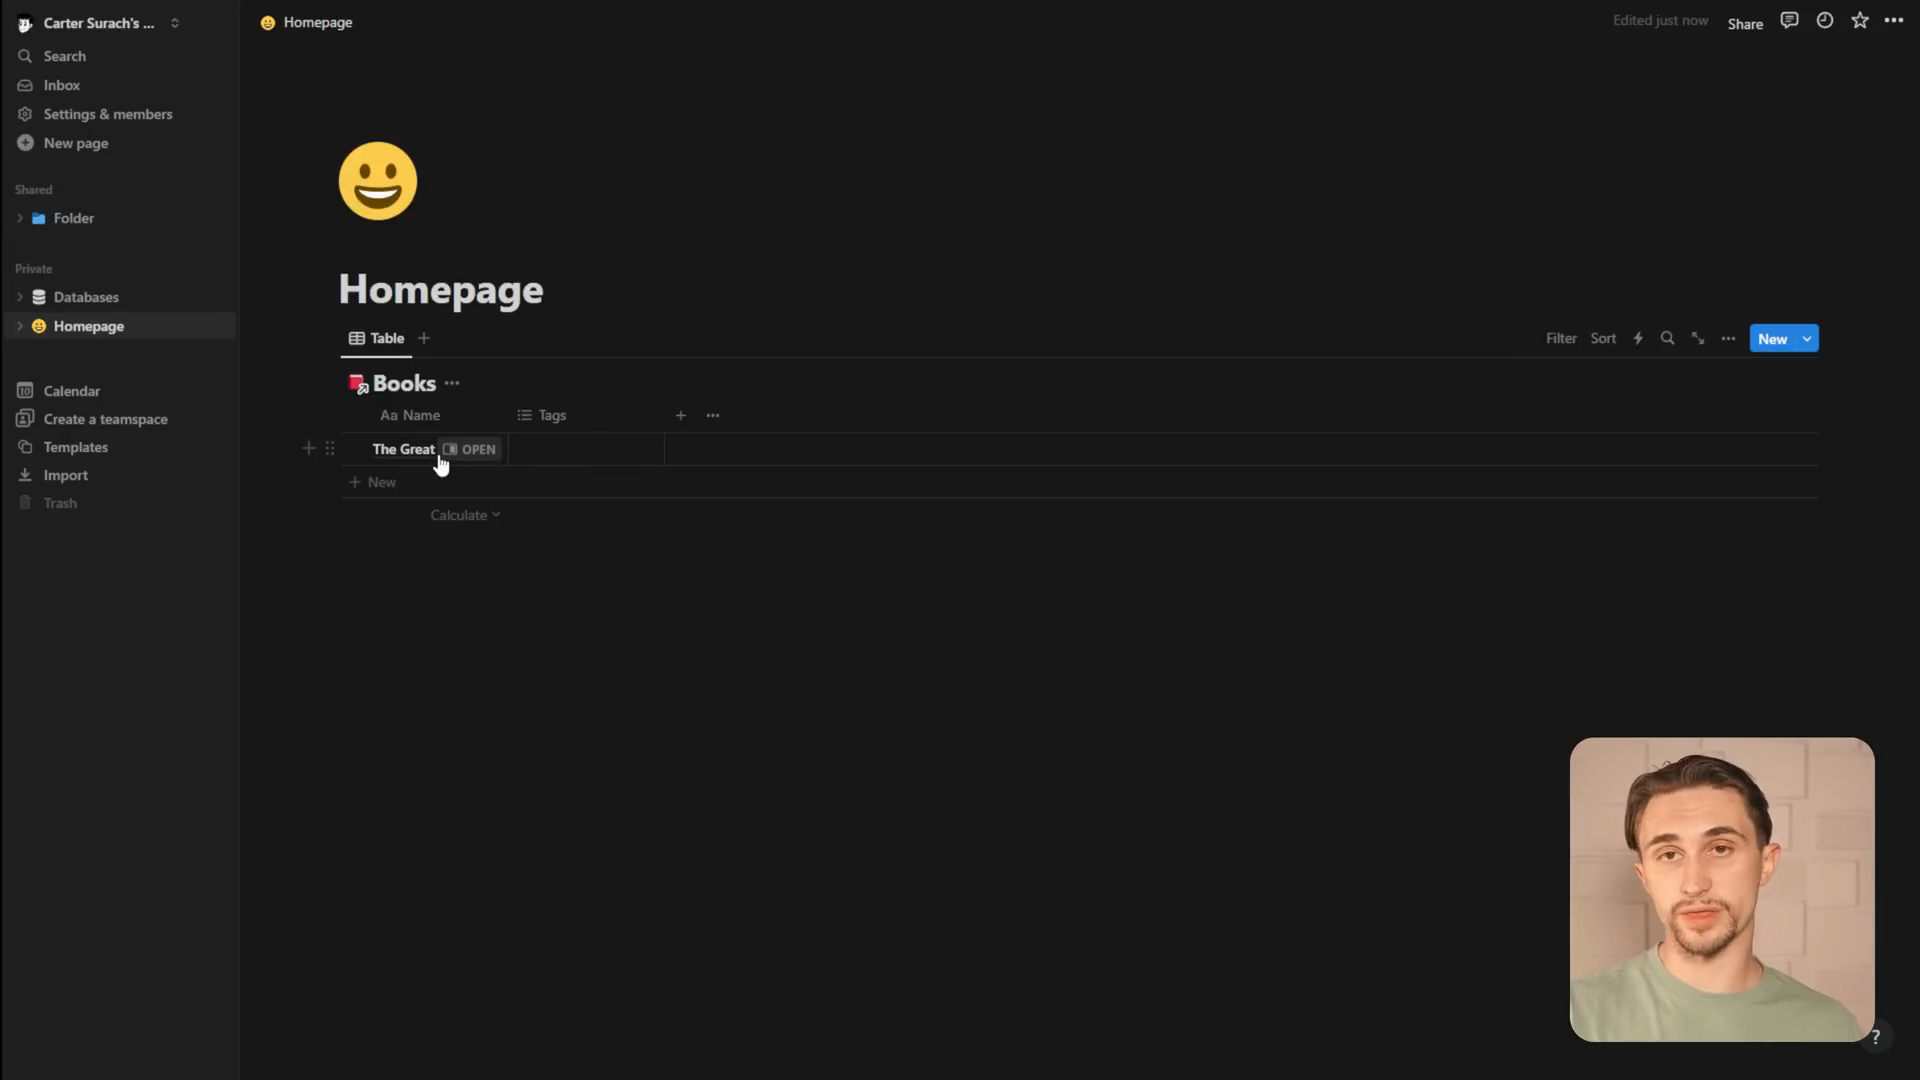 Carter Surach's ...
Search
Inbox
Settings & members
New page
Shared
Folder
Private
Databases
Homepage
10 Calendar
Create a teamspace
Templates
Import
Trash
Homepage
Edited just now
Share
Homepage
Table
Filter
Sort
New
Books
Aa Name
Tags
The Great
OPEN
New
Calculate
?